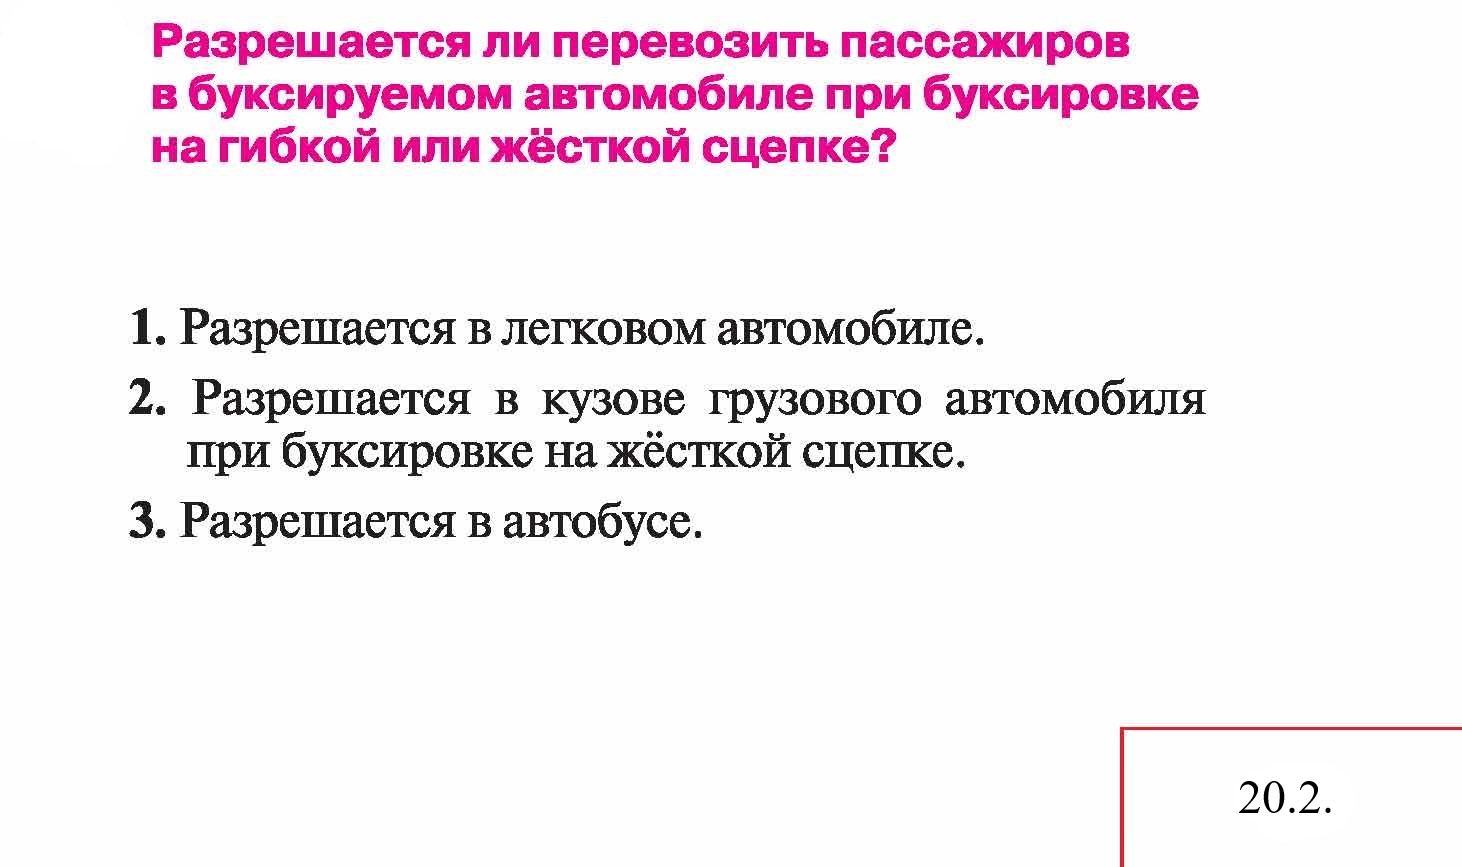 Разрешается ли перевозить пассажиров
в буксируемом автомобиле при буксировке
на гибкой или жёсткой сцепке?
1. Разрешается в легковом автомобиле.
2. Разрешается в кузове грузового автомобиля
при буксировке на жёсткой сцепке.
3. Разрешается в автобусе.
20.2.